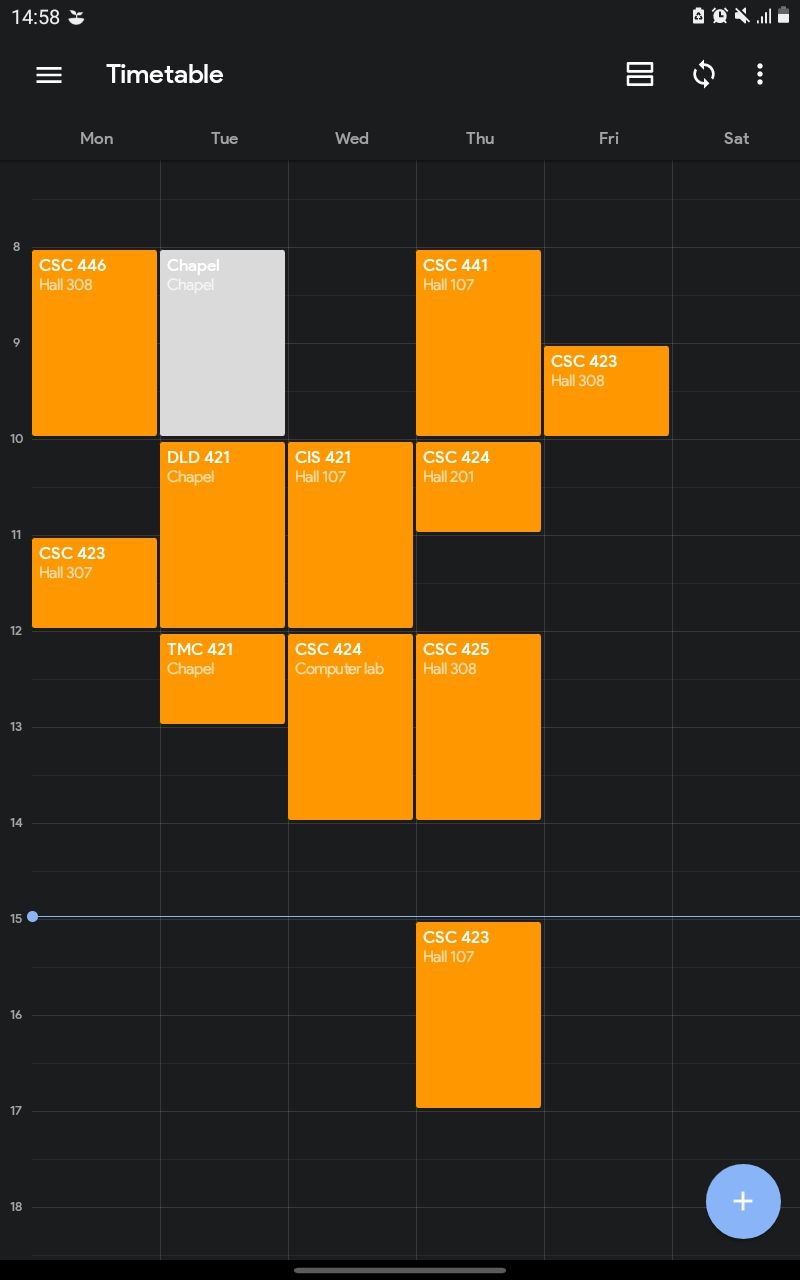 14:58
Timetable
Mon Tue Wed Thu Fri Sat
8
CSC 446
Hall 308
Chapel
Chapel
CSC 441
Hall 107
9
CSC 423
Hall 308
10
DLD 421
Chapel
CIS 421
Hall 107
CSC 424
Hall 201
11
CSC 423
Hall 307
12
TMC 421
Chapel
CSC 424
Computer lab
CSC 425
Hall 308
13
14
15
CSC 423
Hall 107
16
17
18